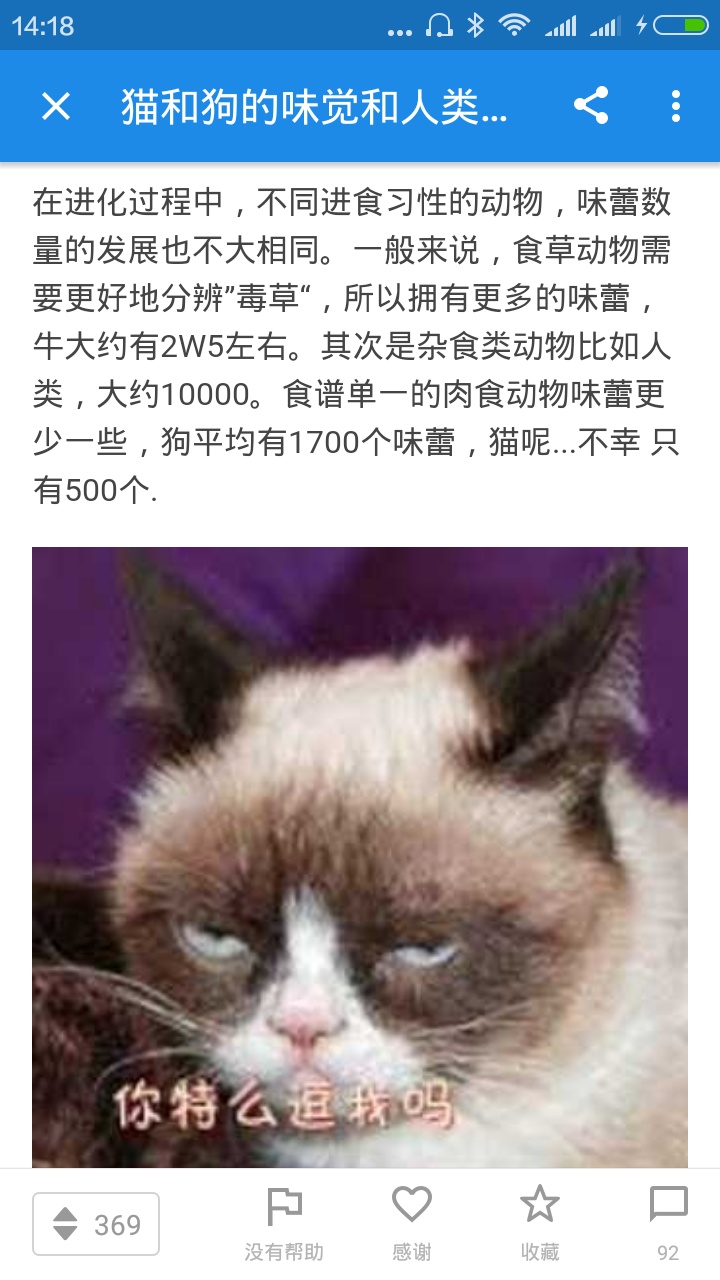 14:18
猫和狗的味觉和人类...
在进化过程中，不同进食习性的动物，味蕾数
量的发展也不大相同。一般来说，食草动物需
要更好地分辨”毒草“，所以拥有更多的味蕾，
牛大约有2W5左右。其次是杂食类动物比如人
类，大约10000。食谱单一的肉食动物味蕾更
少一些，狗平均有1700个味蕾，猫呢...不幸 只
有500个.
你特么逗我吗
369
没有帮助
感谢
收藏
92